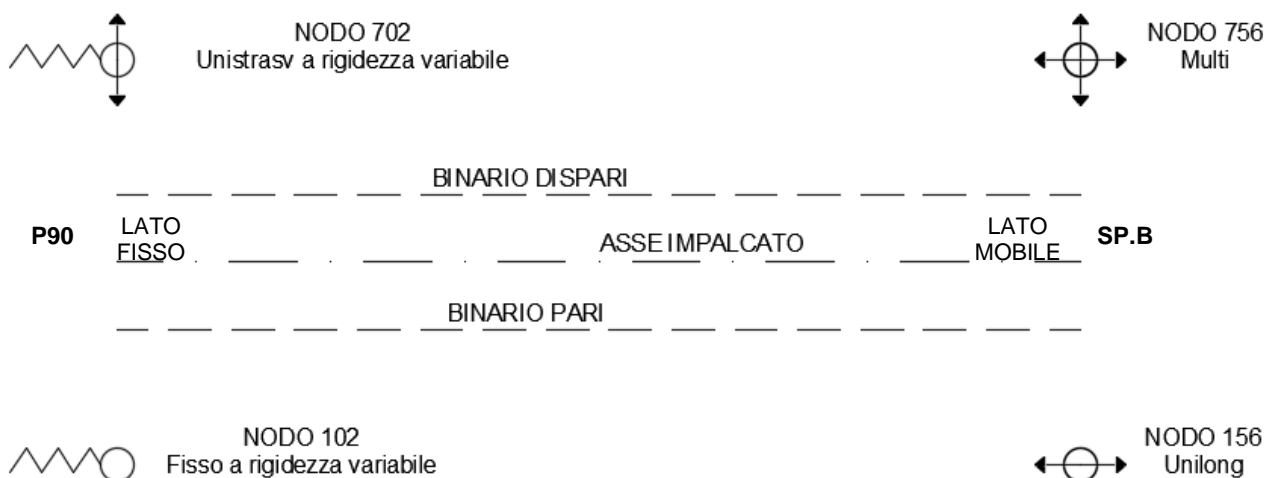 NODO 702
Unistrasv a rigidezza variabile
NODO 756
Multi
BINARIO DISPARI
P90
LATO
FISSO
ASSE IMPALCATO
LATO
MOBILE
SP.B
BINARIO PARI
NODO 102
Fisso a rigidezza variabile
NODO 156
Unilong